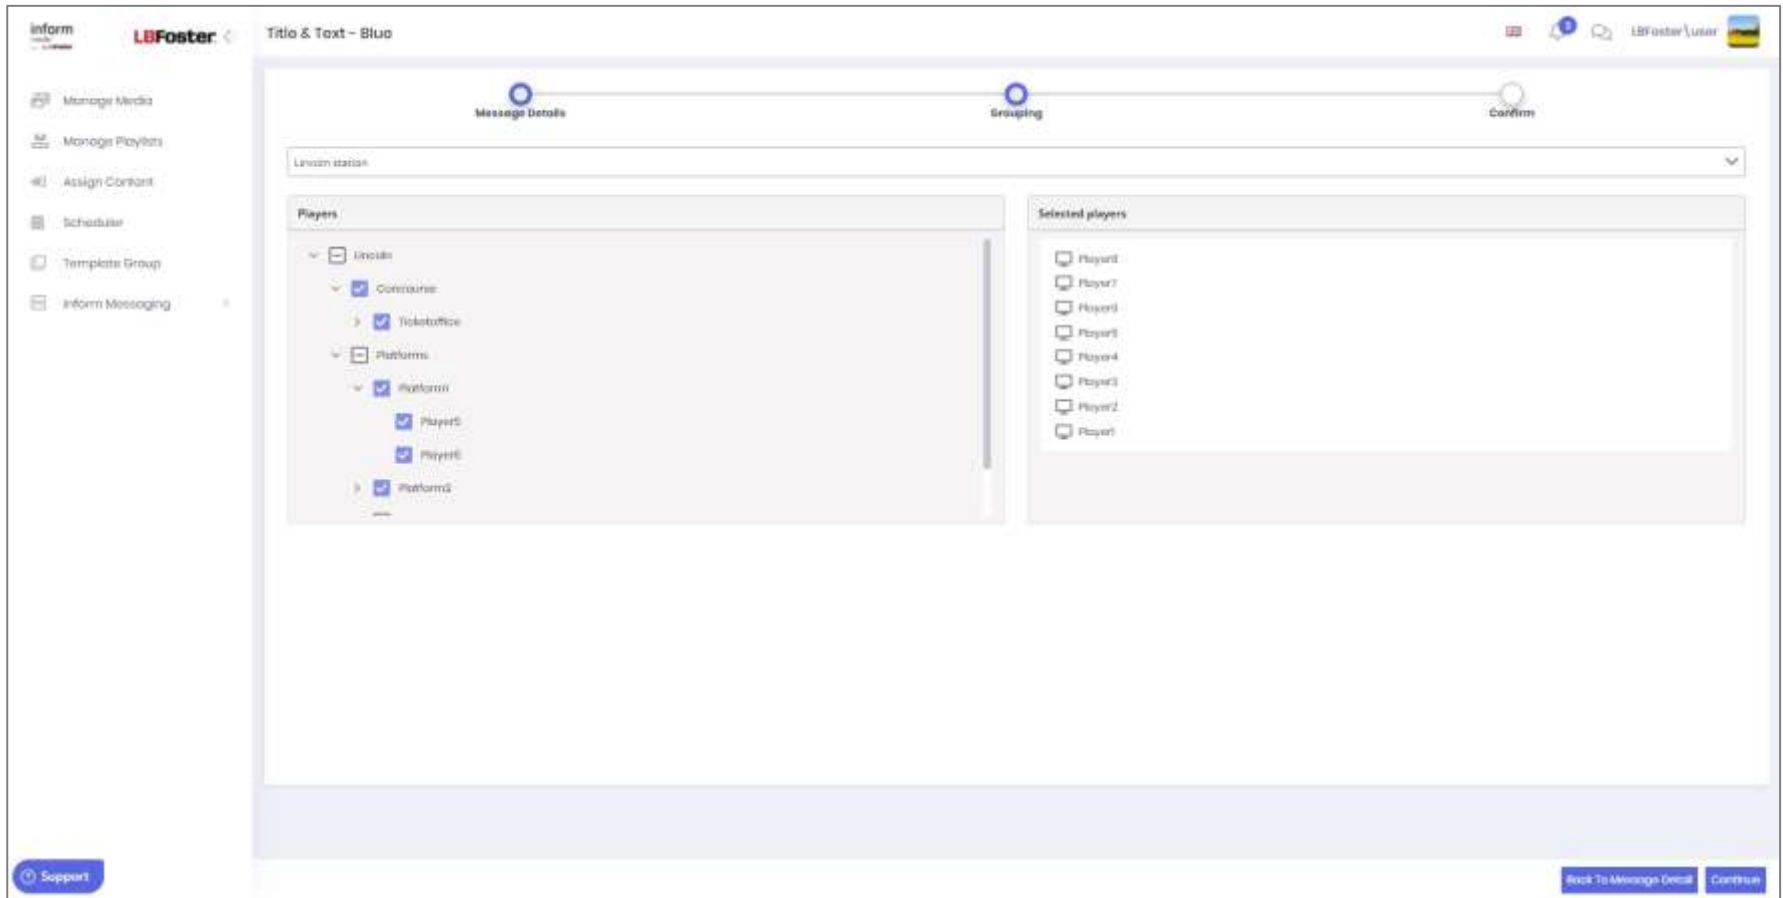 inform
LBFoster
Title & Text - Blue
LBFoster\user
Manage Media
Manage Playlists
Assign Content
Scheduler
Template Group
Inform Messaging
Message Details
Grouping
Confirm
Lincoln station
Players
Lincoln
Concourse
Ticketoffice
Platforms
Platform1
Player5
Player6
Platform2
Selected players
Player8
Player7
Player6
Player5
Player4
Player3
Player2
Player1
Support
Back To Message Detail
Continue